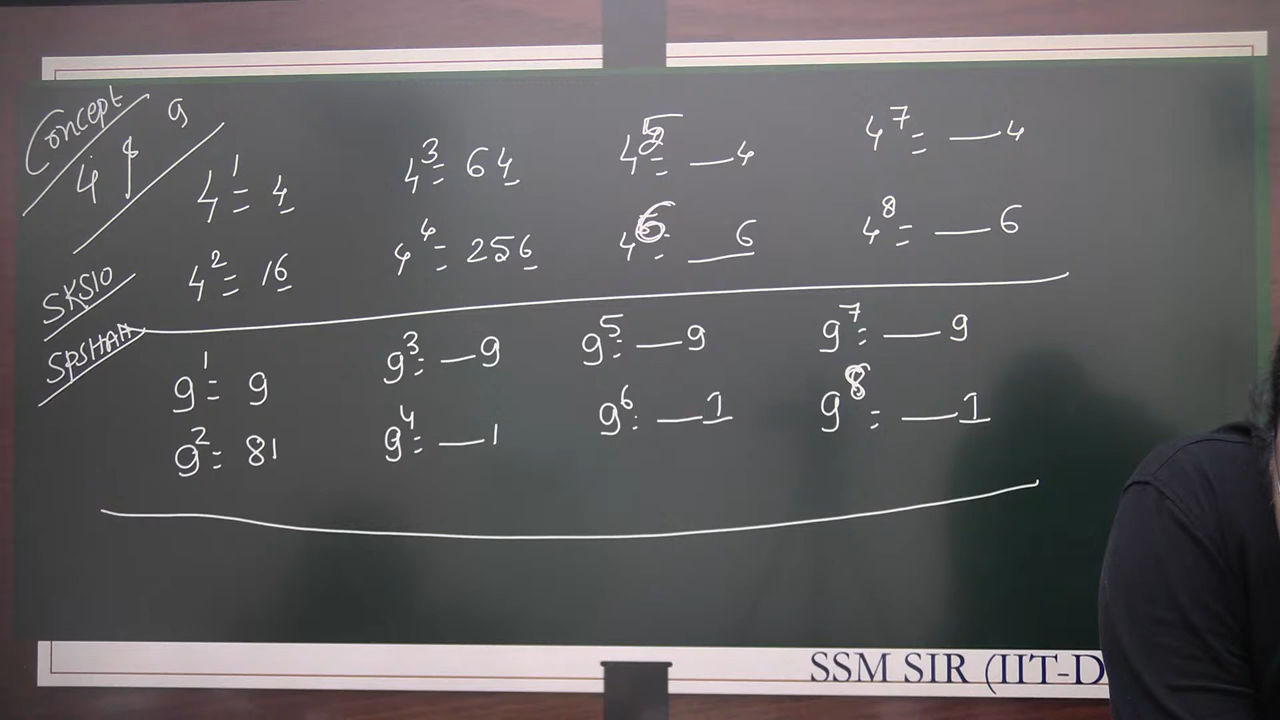 Concept
4 & 9
4¹ = 4
4³ = 64
4⁵ = __4
4⁷ = __4
4² = 16
4⁴ = 256
4⁶ = __6
4⁸ = __6
SKS10
SPSHAH
9¹ = 9
9³ = __9
9⁵ = __9
9⁷ = __9
9² = 81
9⁴ = __1
9⁶ = __1
9⁸ = __1
SSM SIR (IIT-D